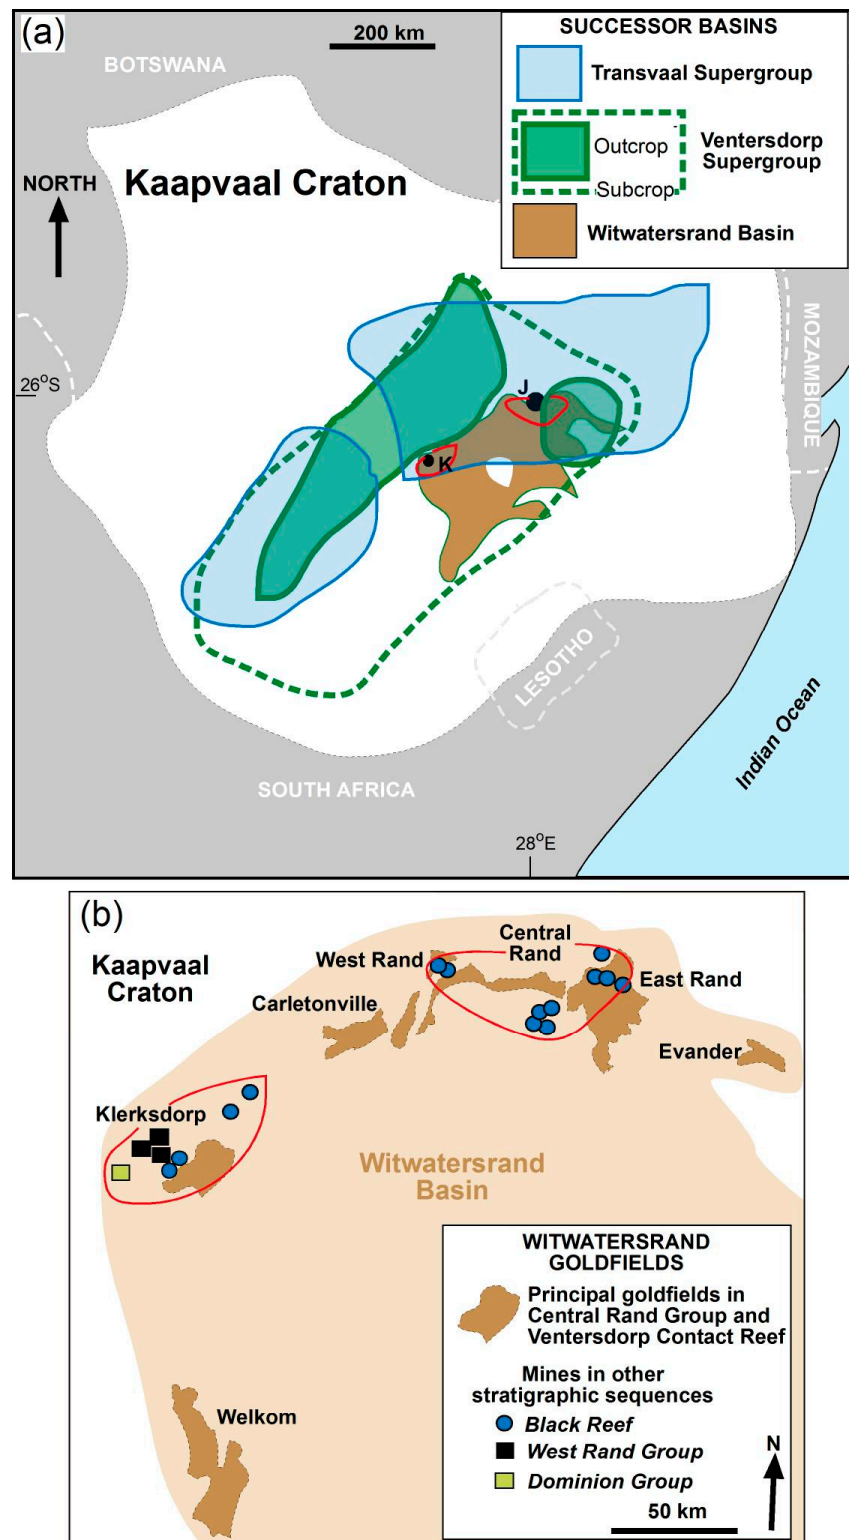 (a)
200 km
BOTSWANA
NORTH
Kaapvaal Craton
SUCCESSOR BASINS
Transvaal Supergroup
Outcrop
Subcrop
Ventersdorp
Supergroup
Witwatersrand Basin
MOZAMBIQUE
26°S
J
K
LESOTHO
SOUTH AFRICA
Indian Ocean
28°E
(b)
Kaapvaal
Craton
West Rand
Central
Rand
East Rand
Carletonville
Evander
Klerksdorp
Witwatersrand
Basin
Welkom
WITWATERSRAND
GOLDFIELDS
Principal goldfields in
Central Rand Group and
Ventersdorp Contact Reef
Mines in other
stratigraphic sequences
Black Reef
West Rand Group
Dominion Group
N
50 km